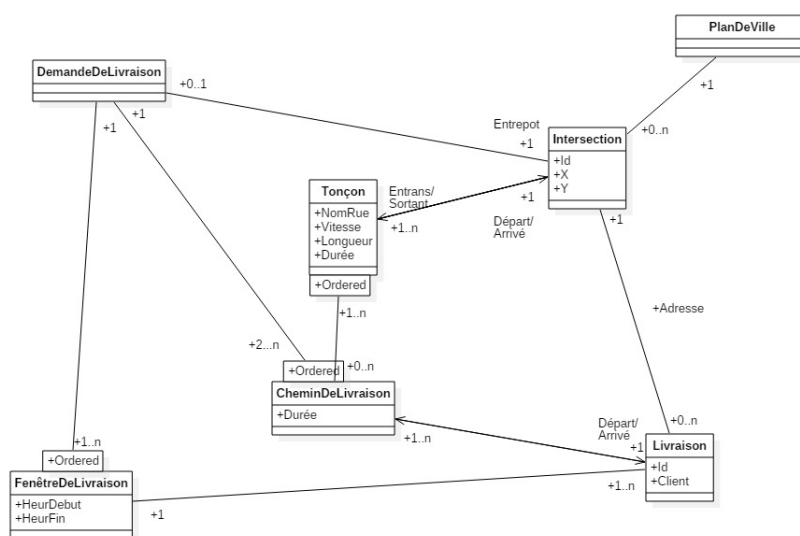 PlanDeVille
DemandeDeLivraison
+0..1
+1
+1
+1
Entrepot
+1
+0..n
Intersection
+Id
+X
+Y
Tonçon
+NomRue
+Vitesse
+Longueur
+Durée
+Ordered
Entrans/
Sortant
+1..n
+1
Départ/
Arrivé
+1
+1..n
+Adresse
+2...n
+0..n
+Ordered
CheminDeLivraison
+Durée
+1..n
Départ/
Arrivé
+1
+0..n
Livraison
+Id
+Client
+1..n
+1..n
+Ordered
FenêtreDeLivraison
+HeurDebut
+HeurFin
+1